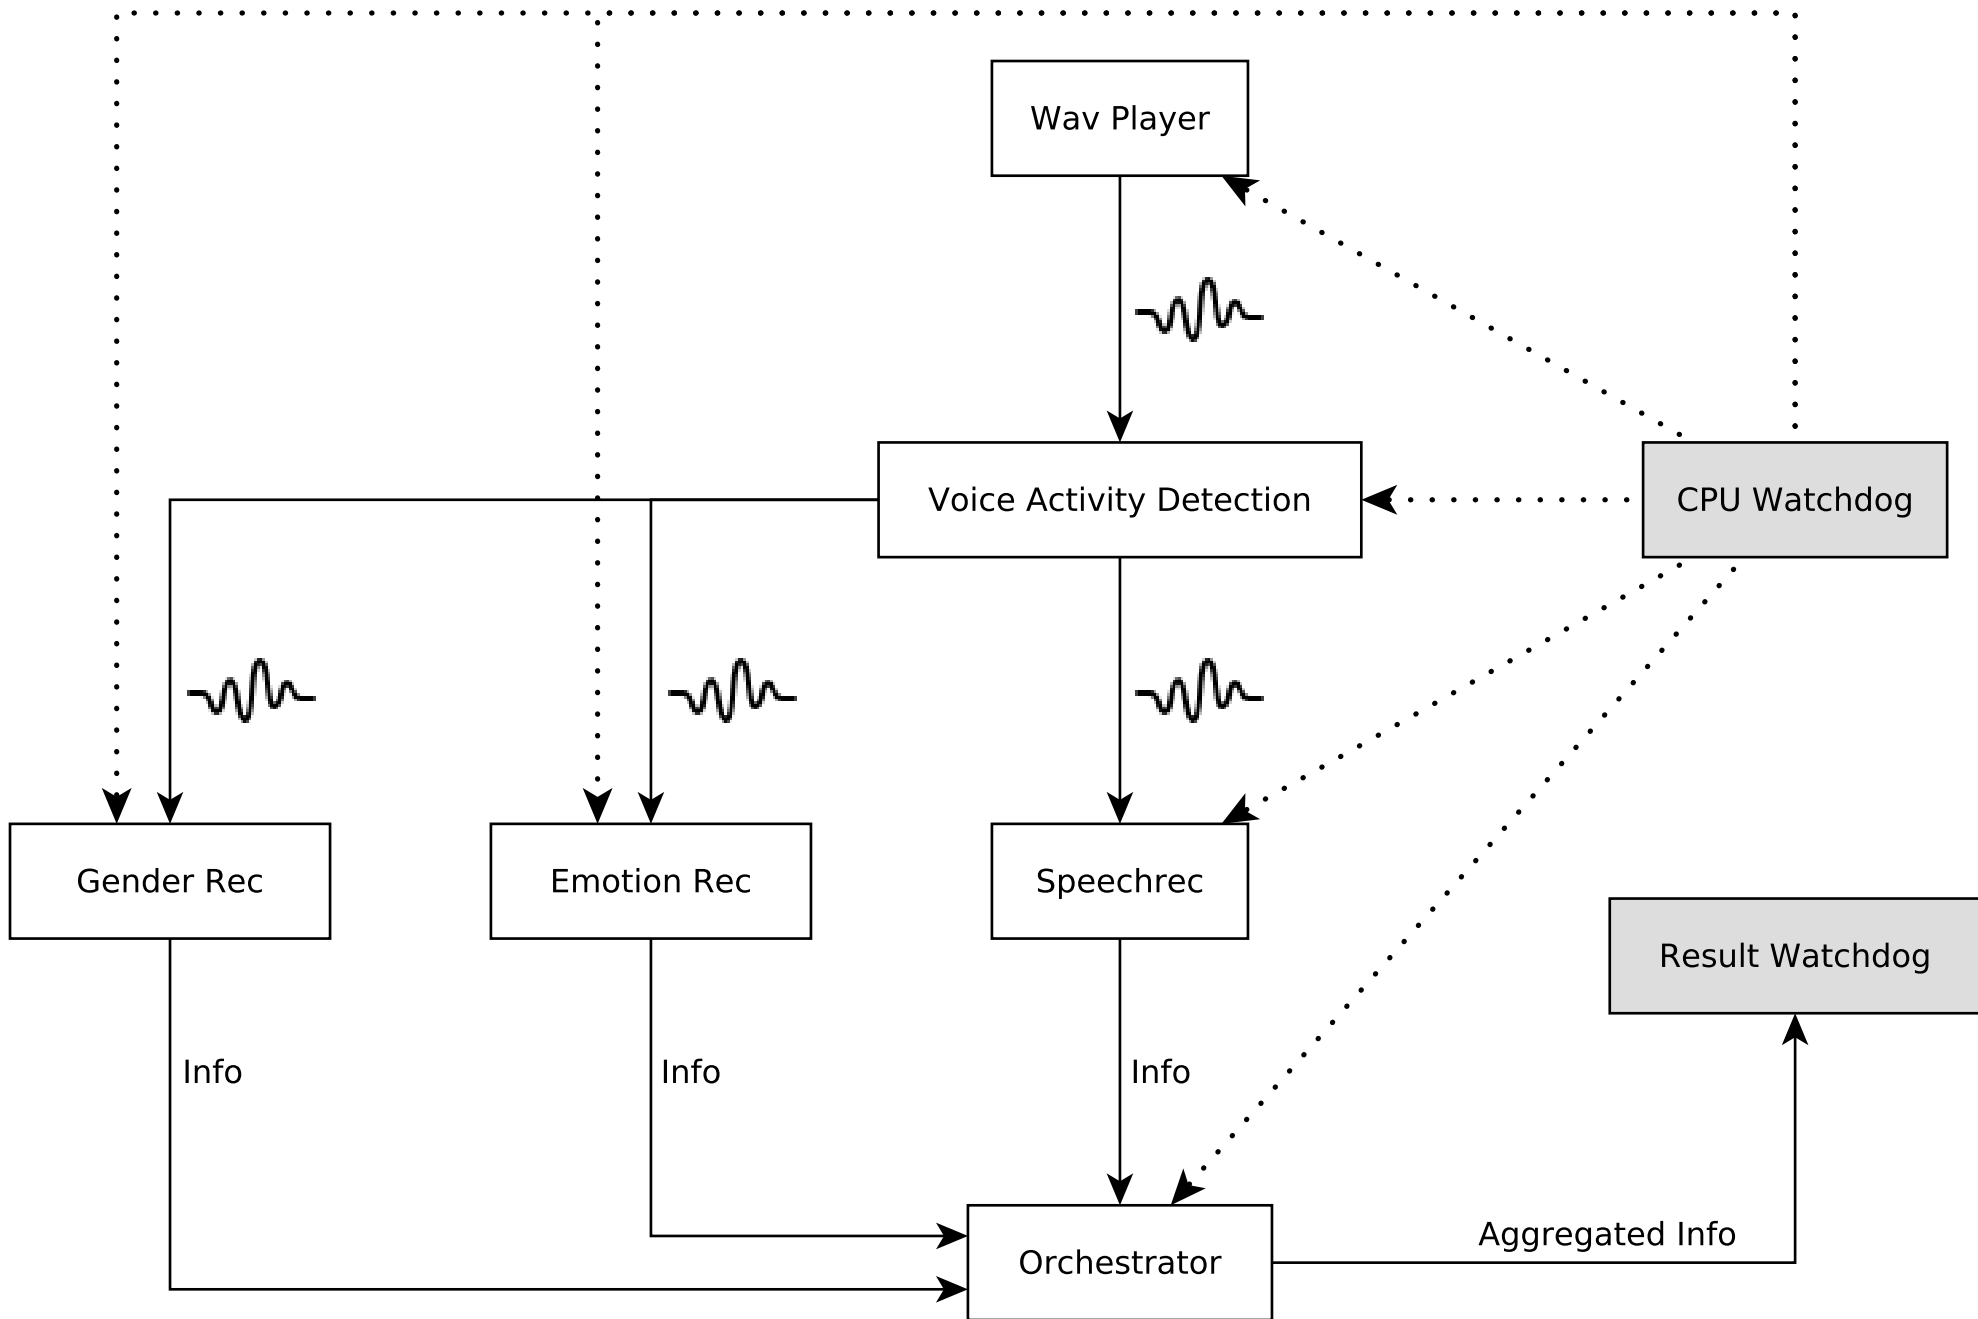 Wav Player
Voice Activity Detection
CPU Watchdog
Gender Rec
Emotion Rec
Speechrec
Result Watchdog
Info
Info
Info
Aggregated Info
Orchestrator